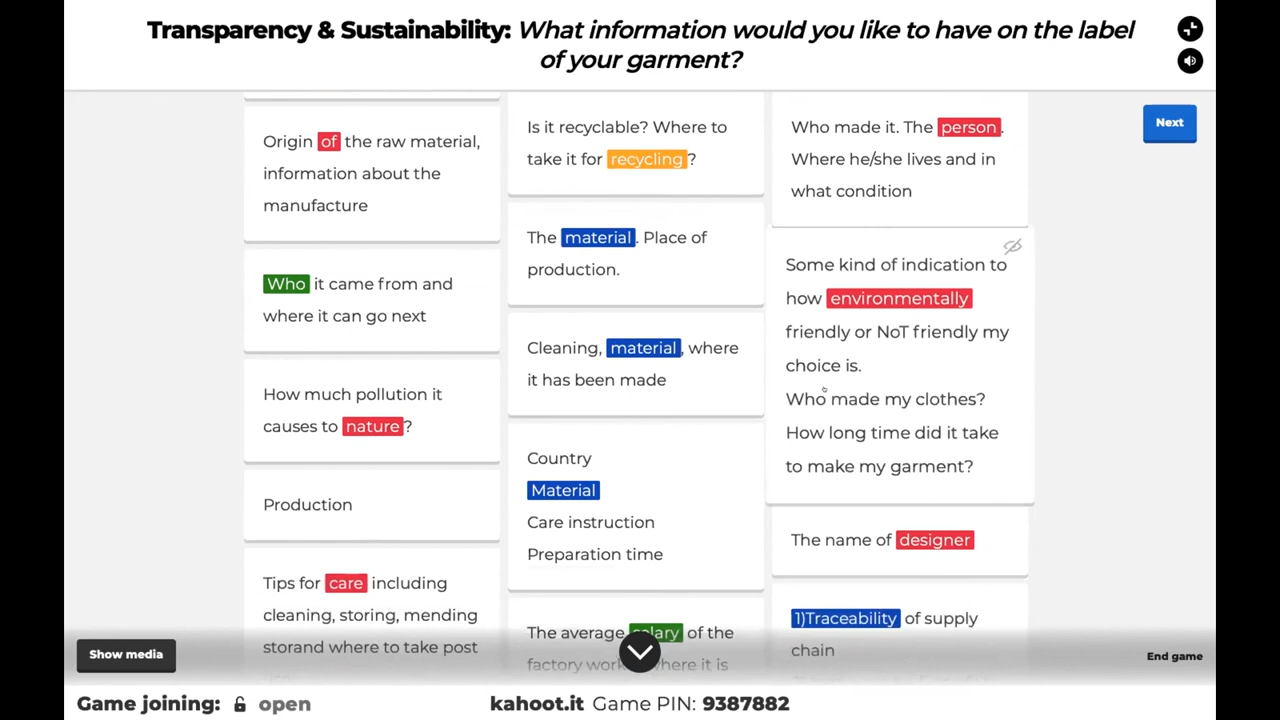 Transparency & Sustainability: What information would you like to have on the label
of your garment?
Next
Origin of the raw material,
information about the
manufacture
Who it came from and
where it can go next
How much pollution it
causes to nature?
Production
Tips for care including
cleaning, storing, mending
storand where to take post
Is it recyclable? Where to
take it for recycling?
The material. Place of
production.
Cleaning, material, where
it has been made
Country
Material
Care instruction
Preparation time
The average salary of the
factory where it is
Who made it. The person.
Where he/she lives and in
what condition
Some kind of indication to
how environmentally
friendly or NoT friendly my
choice is.
Who made my clothes?
How long time did it take
to make my garment?
The name of designer
1)Traceability of supply
chain
Show media
End game
Game joining: open
kahoot.it Game PIN: 9387882